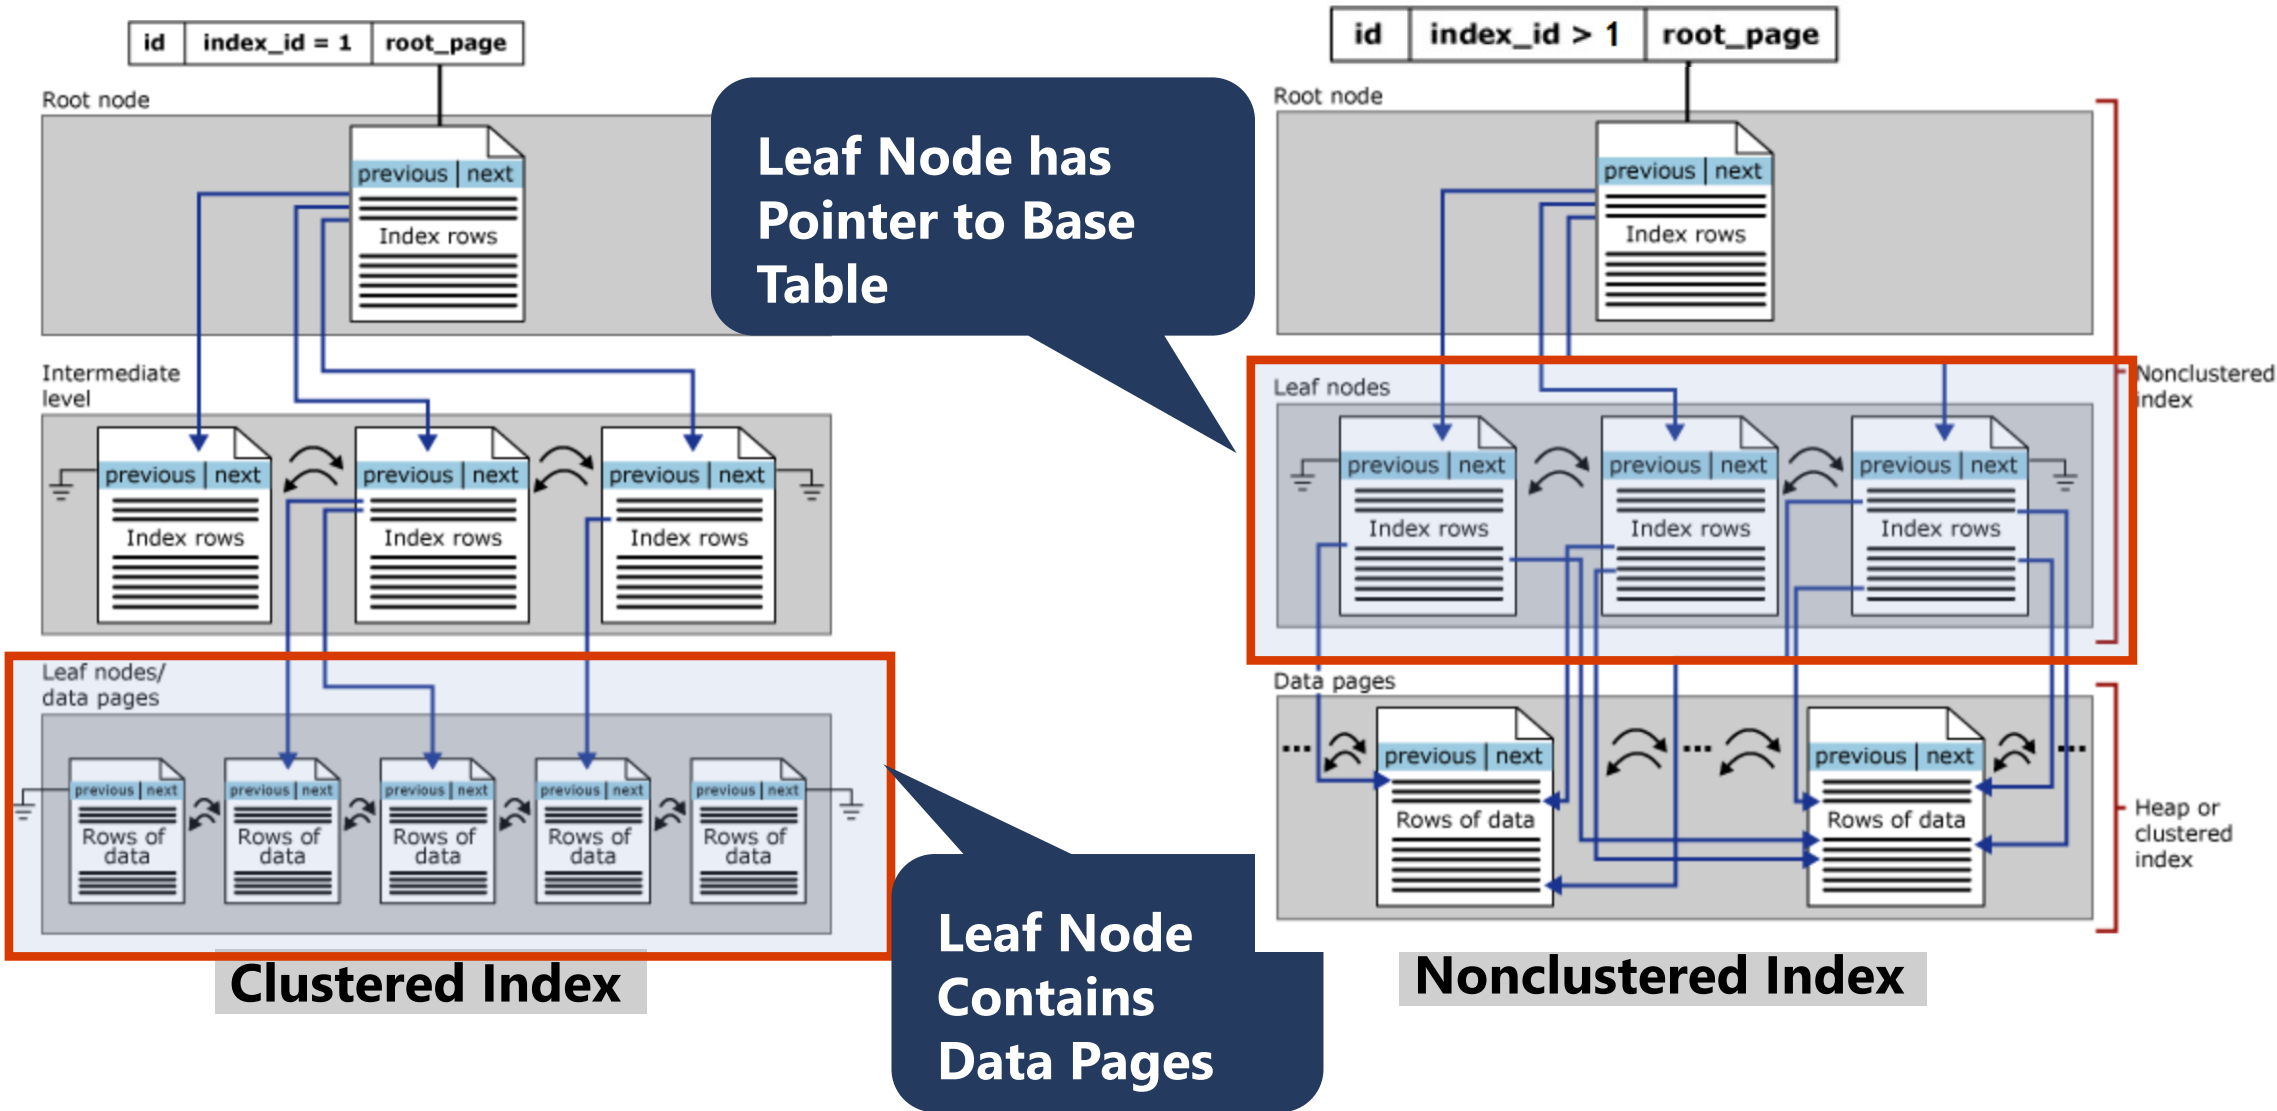 id index_id = 1 root_page
Root node
previous next
Index rows
Intermediate
level
previous next previous next previous next
Index rows Index rows Index rows
Leaf nodes/
data pages
previous next previous next previous next previous next previous next
Rows of Rows of Rows of Rows of Rows of
data data data data data
Clustered Index
Leaf Node has
Pointer to Base
Table
Leaf Node
Contains
Data Pages
id index_id > 1 root_page
Root node
previous next
Index rows
Leaf nodes
previous next previous next previous next
Index rows Index rows Index rows
Nonclustered
index
Data pages
... ... ...
previous next previous next
Rows of data Rows of data
Heap or
clustered
index
Nonclustered Index